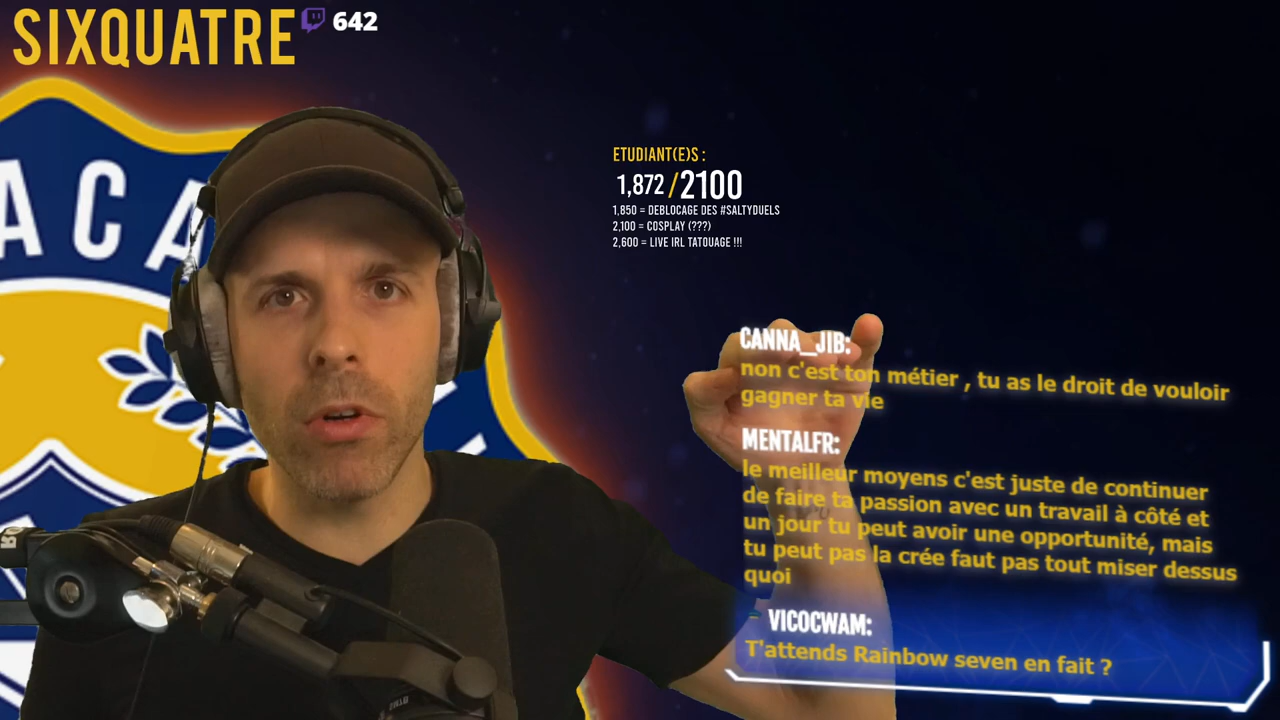 SIXQUATRE
642
ACA
ETUDIANT(E)S :
1,872 /2100
1,850 = DEBLOCAGE DES #SALTYDUELS
2,100 = COSPLAY (???)
2,600 = LIVE IRL TATOUAGE !!!
CANNA_JIB:
non c'est ton métier , tu as le droit de vouloir
gagner ta vie
MENTALFR:
le meilleur moyens c'est juste de continuer
de faire ta passion avec un travail à côté et
un jour tu peut avoir une opportunité, mais
tu peut pas la crée faut pas tout miser dessus
quoi
VICOCWAM:
T'attends Rainbow seven en fait ?